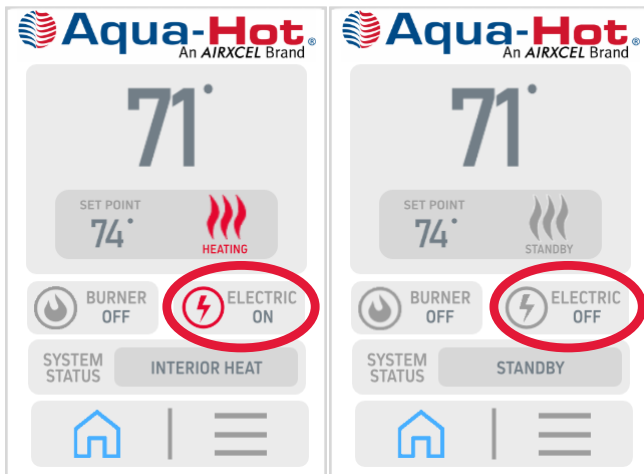 Aqua-Hot®
An AIRXCEL Brand
71°
SET POINT
74°
HEATING
BURNER
OFF
ELECTRIC
ON
SYSTEM
STATUS
INTERIOR HEAT
Aqua-Hot®
An AIRXCEL Brand
71°
SET POINT
74°
STANDBY
BURNER
OFF
ELECTRIC
OFF
SYSTEM
STATUS
STANDBY